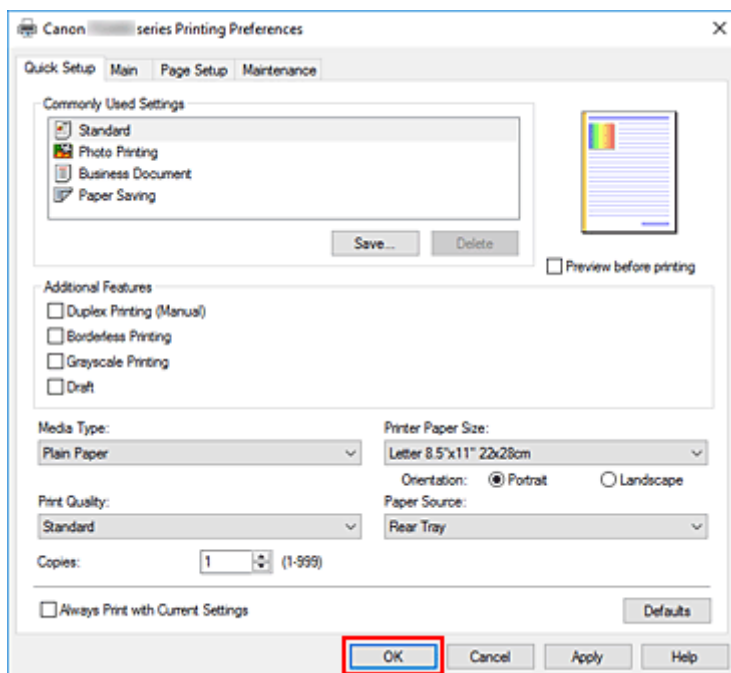 Canon series Printing Preferences
Quick Setup Main Page Setup Maintenance
Commonly Used Settings
Standard
Photo Printing
Business Document
Paper Saving
Save... Delete
Preview before printing
Additional Features
Duplex Printing (Manual)
Borderless Printing
Grayscale Printing
Draft
Media Type: Printer Paper Size:
Plain Paper Letter 8.5"x11" 22x28cm
Orientation: Portrait Landscape
Print Quality: Paper Source:
Standard Rear Tray
Copies: 1 (1-999)
Always Print with Current Settings Defaults
OK Cancel Apply Help